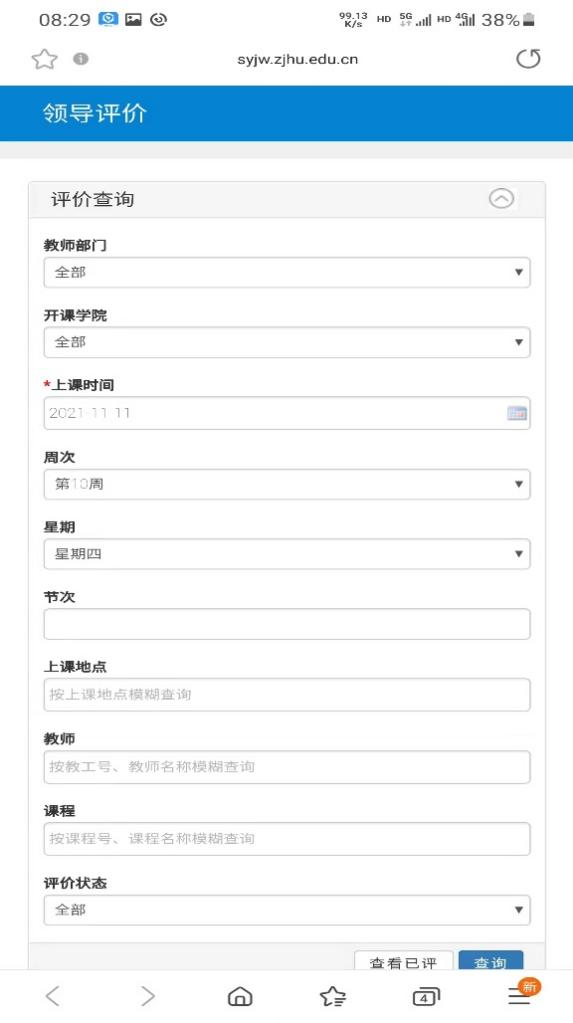 08:29 99.13 K/s HD 5G HD 4G 38%
syjw.zjhu.edu.cn
领导评价
评价查询
教师部门
全部
开课学院
全部
*上课时间
2021-11-11
周次
第10周
星期
星期四
节次
上课地点
按上课地点模糊查询
教师
按教工号、教师名称模糊查询
课程
按课程号、课程名称模糊查询
评价状态
全部
查看已评 查询
4 新